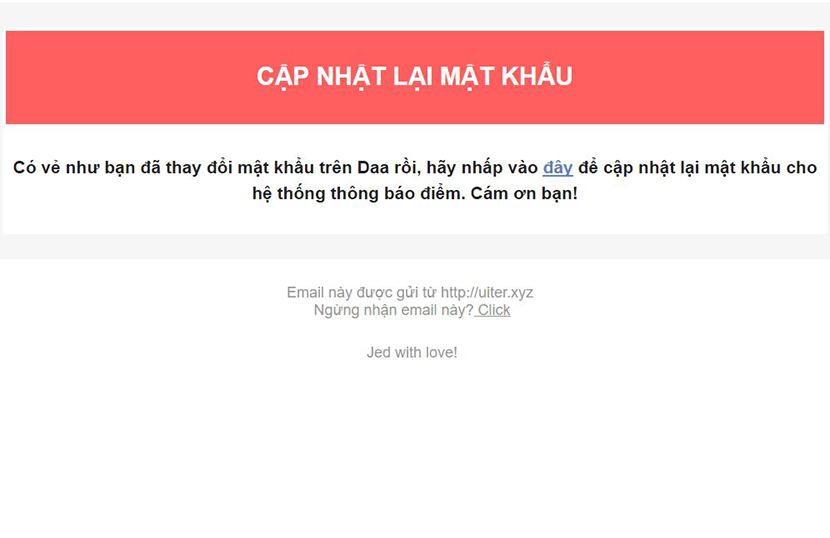 CẬP NHẬT LẠI MẬT KHẨU
Có vẻ như bạn đã thay đổi mật khẩu trên Daa rồi, hãy nhấp vào đây để cập nhật lại mật khẩu cho
hệ thống thông báo điểm. Cám ơn bạn!
Email này được gửi từ http://uiter.xyz
Ngừng nhận email này? Click
Jed with love!